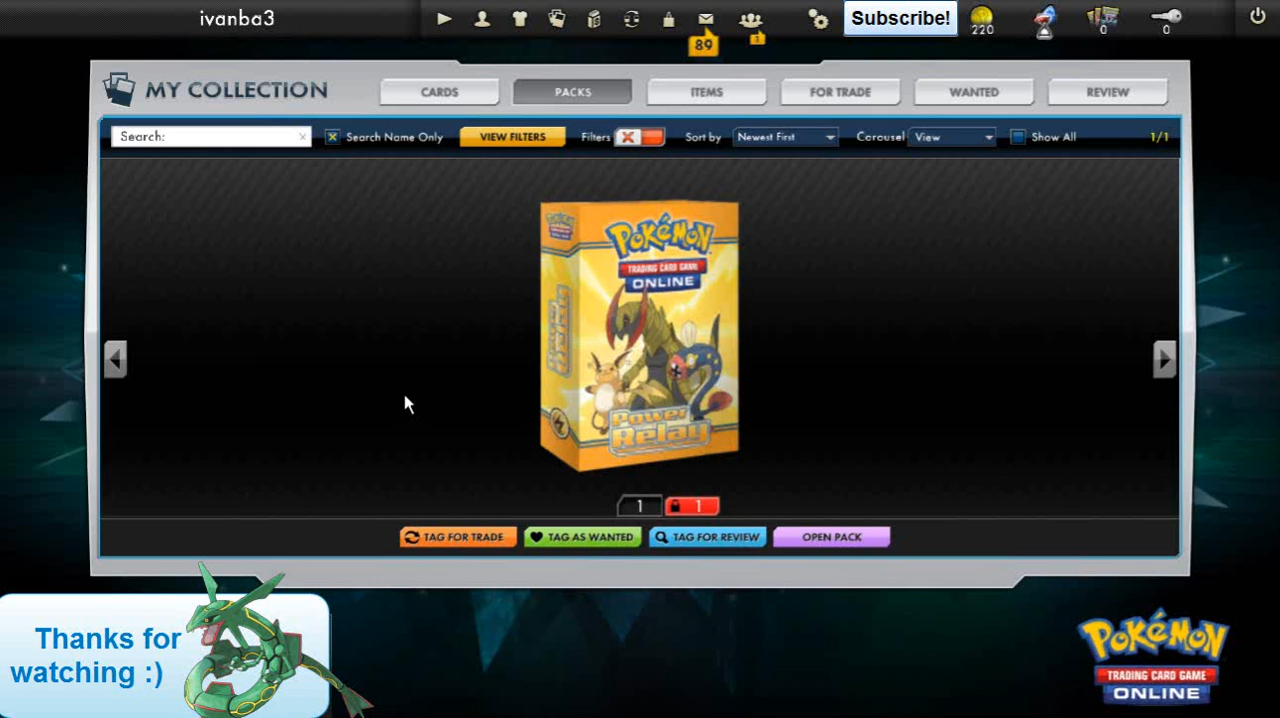 ivanba3
Subscribe!
220
0
0
89
1
MY COLLECTION
CARDS
PACKS
ITEMS
FOR TRADE
WANTED
REVIEW
Search:
Search Name Only
VIEW FILTERS
Filters
Sort by
Newest First
Carousel
View
Show All
1/1
POKéMON
TRADING CARD GAME
ONLINE
Power
Relay
Power Relay
1
1
TAG FOR TRADE
TAG AS WANTED
TAG FOR REVIEW
OPEN PACK
Thanks for
watching :)
POKéMON
TRADING CARD GAME
ONLINE